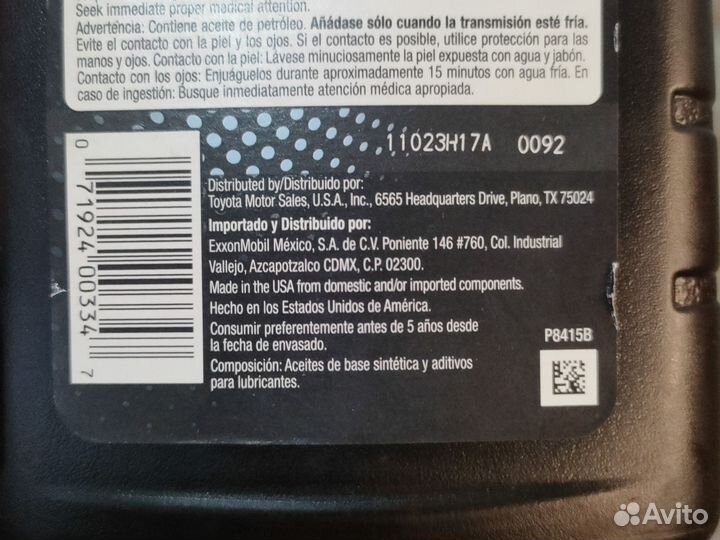 Seek immediate proper medical attention.
Advertencia: Contiene aceite de petróleo. Añádase sólo cuando la transmisión esté fría.
Evite el contacto con la piel y los ojos. Si el contacto es posible, utilice protección para las
manos y ojos. Contacto con la piel: Lávese minuciosamente la piel expuesta con agua y jabón.
Contacto con los ojos: Enjuáguelos durante aproximadamente 15 minutos con agua fría. En
caso de ingestión: Busque inmediatamente atención médica apropiada.
11023H17A 0092
0 71924 00334 7
Distributed by/Distribuido por:
Toyota Motor Sales, U.S.A., Inc., 6565 Headquarters Drive, Plano, TX 75024
Importado y Distribuido por:
ExxonMobil México, S.A. de C.V. Poniente 146 #760, Col. Industrial
Vallejo, Azcapotzalco CDMX, C.P. 02300.
Made in the USA from domestic and/or imported components.
Hecho en los Estados Unidos de América.
Consumir preferentemente antes de 5 años desde
la fecha de envasado.
P8415B
Composición: Aceites de base sintética y aditivos
para lubricantes.
Avito